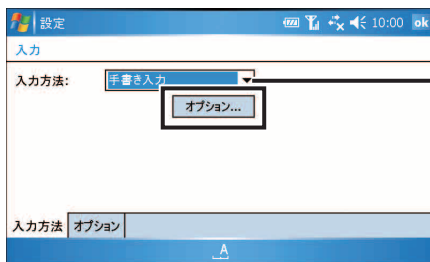 設定 10:00 ok
入力
入力方法: 手書き入力
オプション...
入力方法 オプション
A